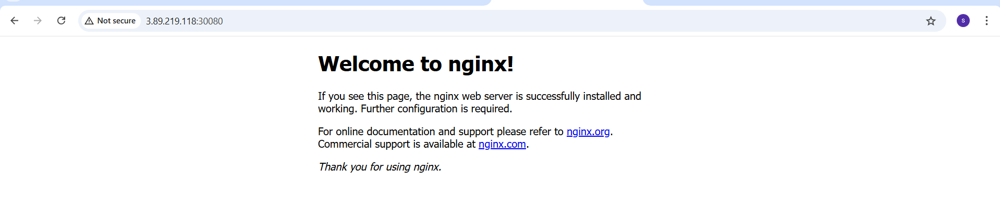 Not secure 3.89.219.118:30080
S
Welcome to nginx!
If you see this page, the nginx web server is successfully installed and
working. Further configuration is required.
For online documentation and support please refer to nginx.org.
Commercial support is available at nginx.com.
Thank you for using nginx.